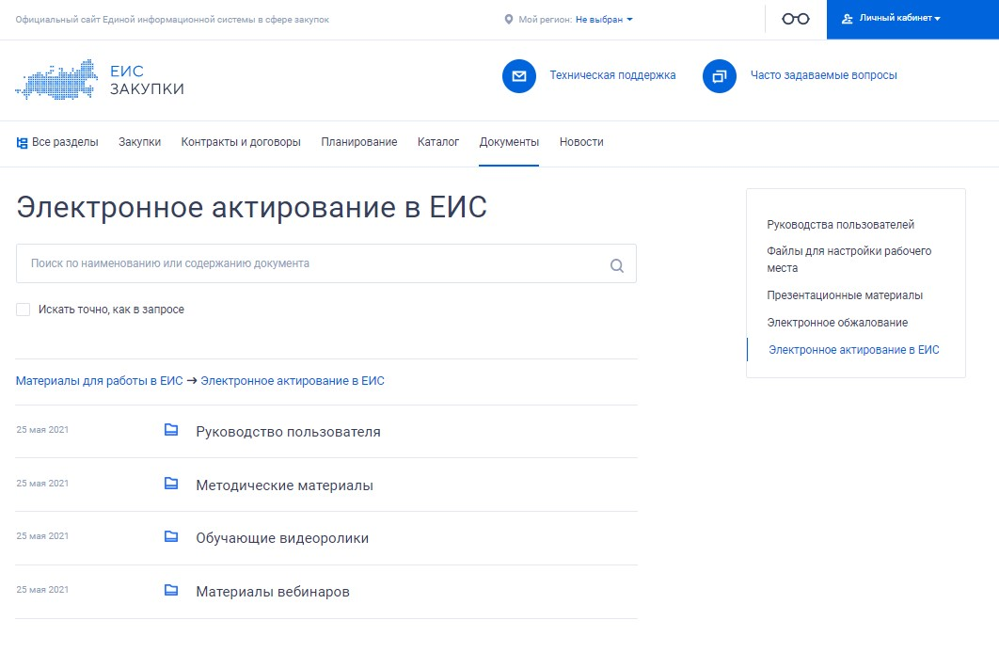 Официальный сайт Единой информационной системы в сфере закупок
Мой регион: Не выбран
Личный кабинет
ЕИС
ЗАКУПКИ
Техническая поддержка
Часто задаваемые вопросы
Все разделы Закупки Контракты и договоры Планирование Каталог Документы Новости
Электронное актирование в ЕИС
Поиск по наименованию или содержанию документа
Искать точно, как в запросе
Материалы для работы в ЕИС → Электронное актирование в ЕИС
25 мая 2021 Руководство пользователя
25 мая 2021 Методические материалы
25 мая 2021 Обучающие видеоролики
25 мая 2021 Материалы вебинаров
Руководства пользователей
Файлы для настройки рабочего
места
Презентационные материалы
Электронное обжалование
Электронное актирование в ЕИС